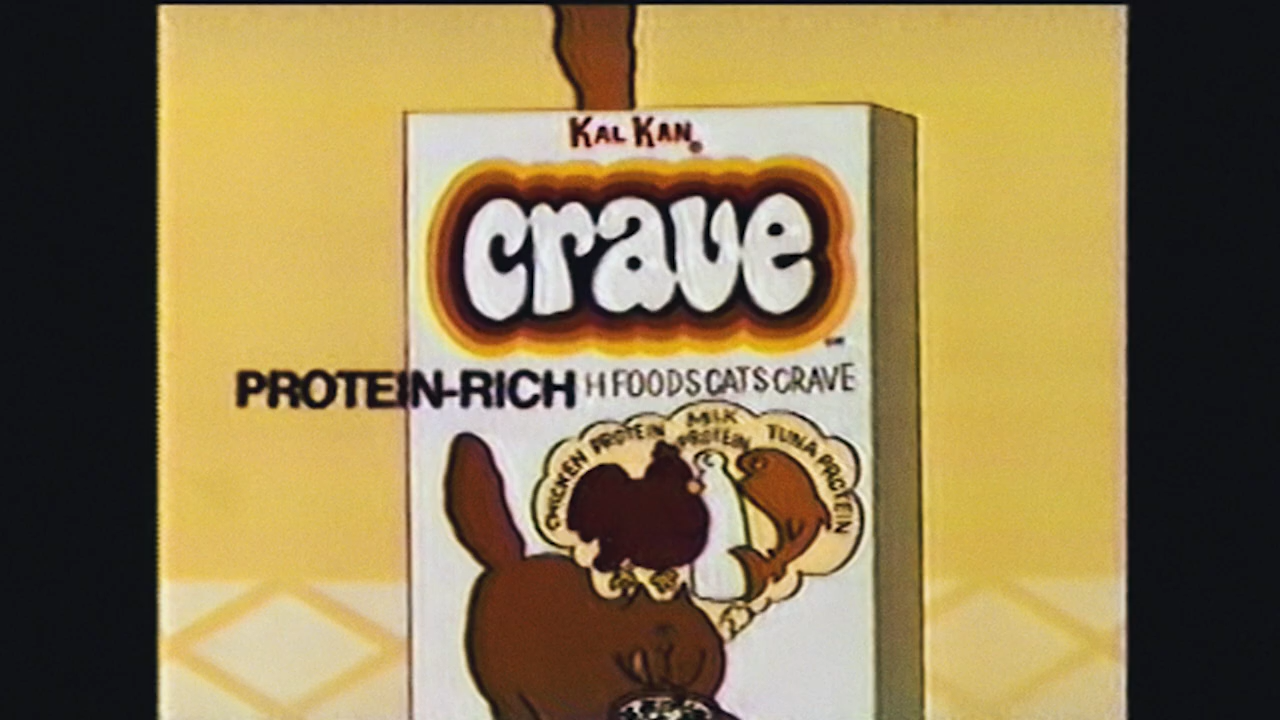 KAL KAN®
crave
PROTEIN-RICH H FOODS CATS CRAVE
CHICKEN PROTEIN
MILK PROTEIN
TUNA PROTEIN